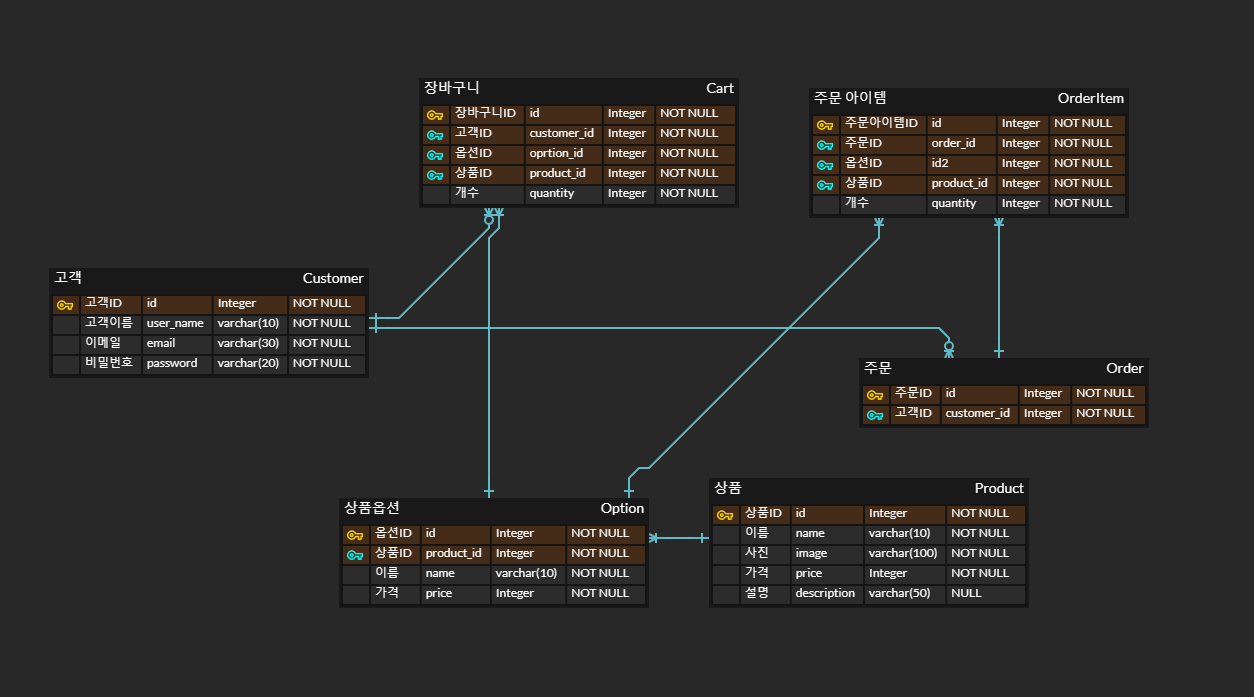 장바구니 Cart
장바구니ID id Integer NOT NULL
고객ID customer_id Integer NOT NULL
옵션ID oprtion_id Integer NOT NULL
상품ID product_id Integer NOT NULL
개수 quantity Integer NOT NULL
주문 아이템 OrderItem
주문아이템ID id Integer NOT NULL
주문ID order_id Integer NOT NULL
옵션ID id2 Integer NOT NULL
상품ID product_id Integer NOT NULL
개수 quantity Integer NOT NULL
고객 Customer
고객ID id Integer NOT NULL
고객이름 user_name varchar(10) NOT NULL
이메일 email varchar(30) NOT NULL
비밀번호 password varchar(20) NOT NULL
주문 Order
주문ID id Integer NOT NULL
고객ID customer_id Integer NOT NULL
상품옵션 Option
옵션ID id Integer NOT NULL
상품ID product_id Integer NOT NULL
이름 name varchar(10) NOT NULL
가격 price Integer NOT NULL
상품 Product
상품ID id Integer NOT NULL
이름 name varchar(10) NOT NULL
사진 image varchar(100) NOT NULL
가격 price Integer NOT NULL
설명 description varchar(50) NULL